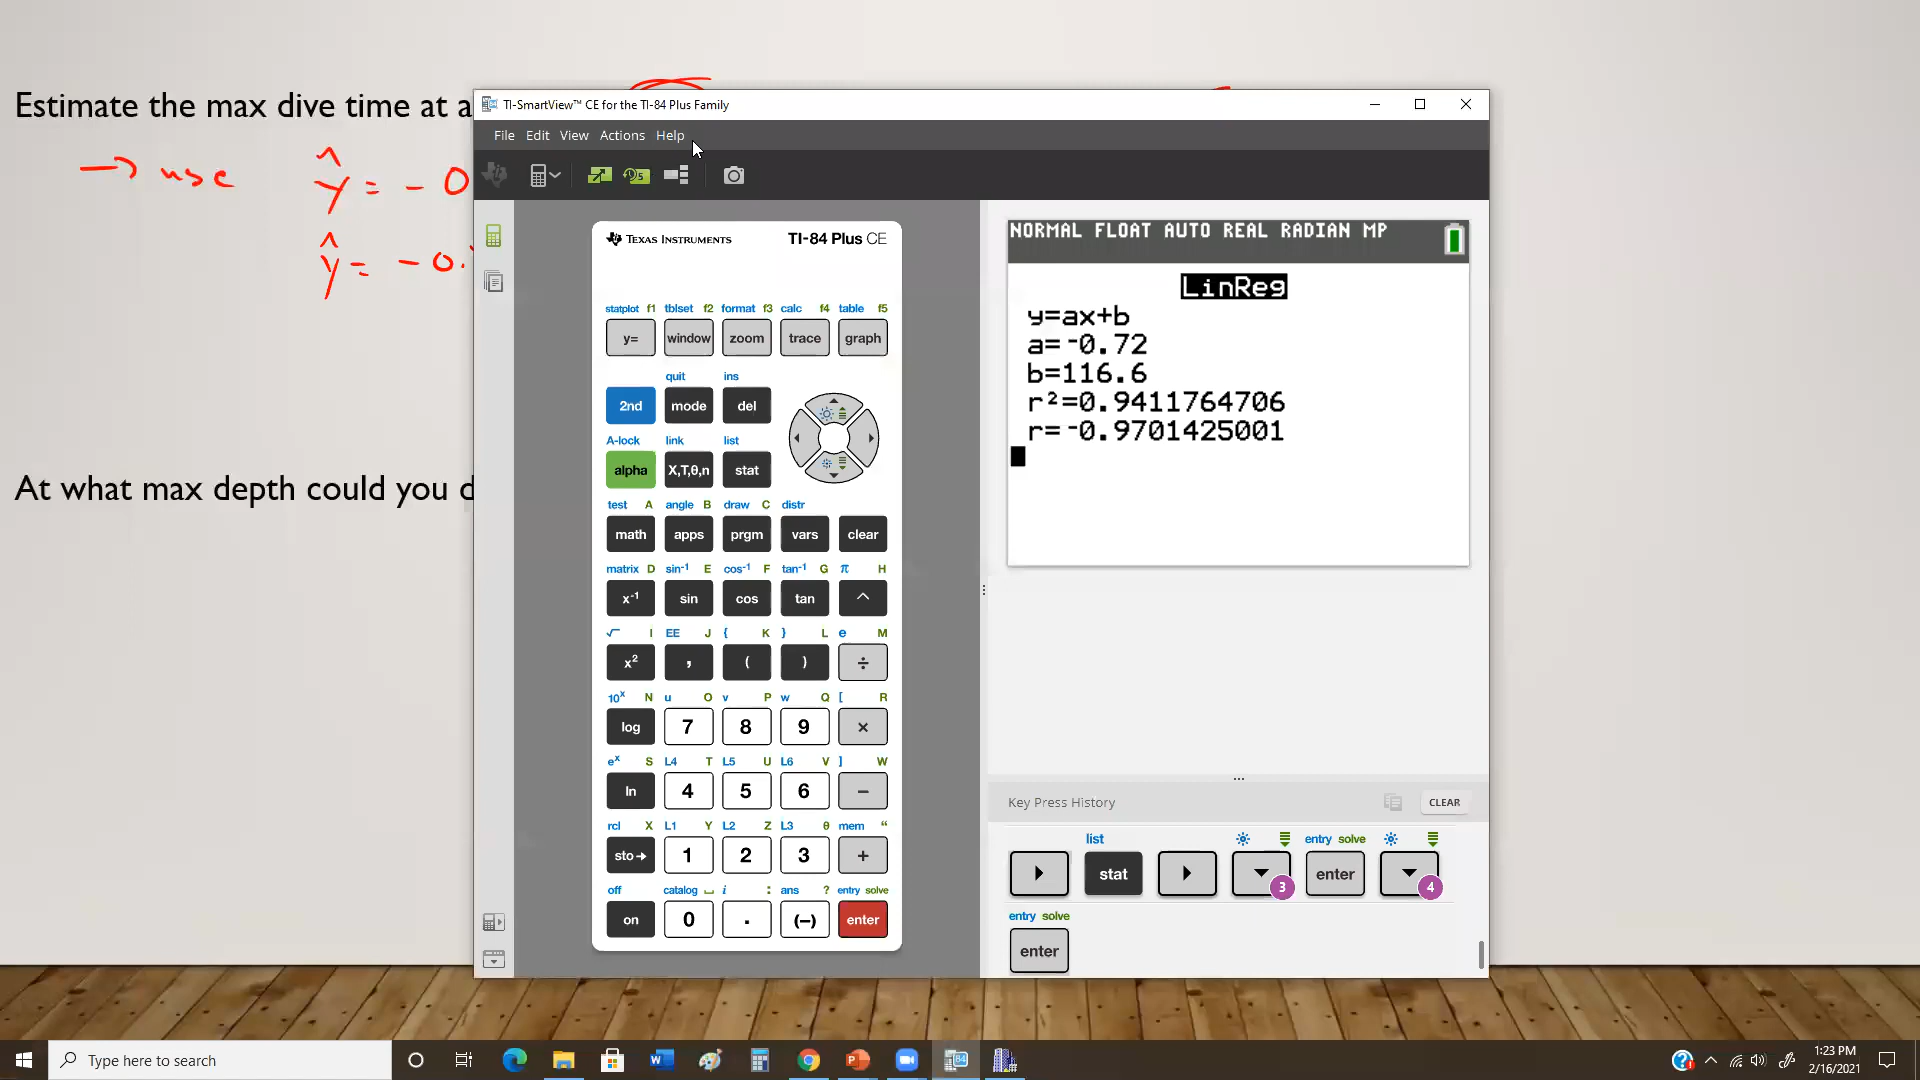 Estimate the max dive time at a
→ use ŷ = - 0
ŷ = - 0.
At what max depth could you d
TI-SmartView™ CE for the TI-84 Plus Family
File Edit View Actions Help
TEXAS INSTRUMENTS TI-84 Plus CE
statplot f1 tblset f2 format f3 calc f4 table f5
y= window zoom trace graph
quit ins
2nd mode del
A-lock link list
alpha X,T,θ,n stat
test A angle B draw C distr
math apps prgm vars clear
matrix D sin⁻¹ E cos⁻¹ F tan⁻¹ G π H
x⁻¹ sin cos tan ^
√ I EE J { K } L e M
x² , ( ) ÷
10ˣ N u O v P w Q [ R
log 7 8 9 ×
eˣ S L4 T L5 U L6 V ] W
ln 4 5 6 −
rcl X L1 Y L2 Z L3 θ mem “
sto→ 1 2 3 +
off catalog ⎵ i : ans ? entry solve
on 0 . (−) enter
NORMAL FLOAT AUTO REAL RADIAN MP
LinReg
y=ax+b
a=-0.72
b=116.6
r²=0.9411764706
r=-0.9701425001
Key Press History CLEAR
list entry solve
stat 3 enter 4
entry solve
enter
Type here to search
1:23 PM
2/16/2021